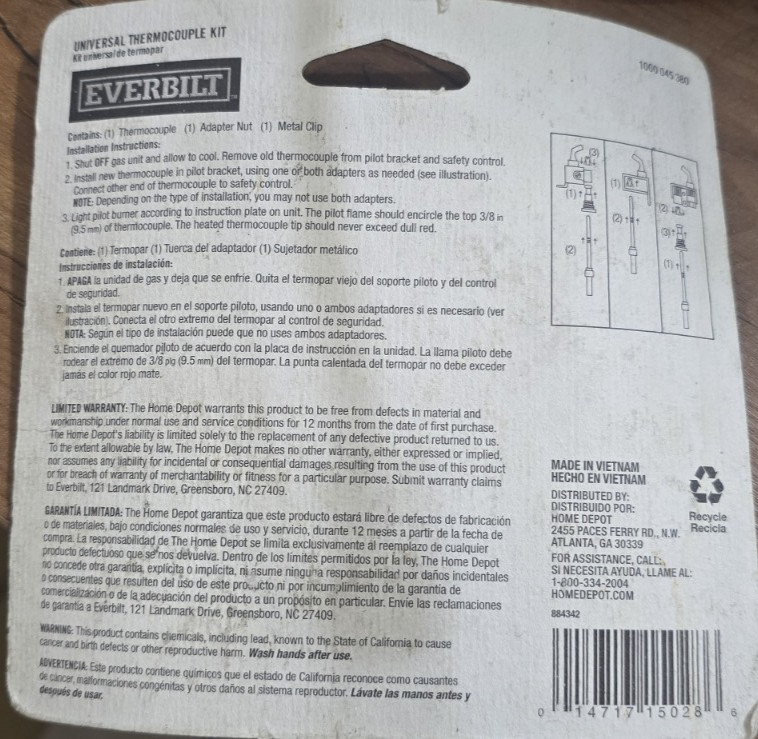 UNIVERSAL THERMOCOUPLE KIT
Kit universal de termopar
EVERBILT
Contains: (1) Thermocouple (1) Adapter Nut (1) Metal Clip
Installation Instructions:
1. Shut OFF gas unit and allow to cool. Remove old thermocouple from pilot bracket and safety control.
2. Install new thermocouple in pilot bracket, using one or both adapters as needed (see illustration).
Connect other end of thermocouple to safety control.
NOTE: Depending on the type of installation, you may not use both adapters.
3. Light pilot burner according to instruction plate on unit. The pilot flame should encircle the top 3/8 in
(9.5 mm) of thermocouple. The heated thermocouple tip should never exceed dull red.
Contiene: (1) Termopar (1) Tuerca del adaptador (1) Sujetador metálico
Instrucciones de instalación:
1. APAGA la unidad de gas y deja que se enfríe. Quita el termopar viejo del soporte piloto y del control
de seguridad.
2. Instala el termopar nuevo en el soporte piloto, usando uno o ambos adaptadores si es necesario (ver
ilustración). Conecta el otro extremo del termopar al control de seguridad.
NOTA: Según el tipo de instalación puede que no uses ambos adaptadores.
3. Enciende el quemador piloto de acuerdo con la placa de instrucción en la unidad. La llama piloto debe
rodear el extremo de 3/8 plg (9.5 mm) del termopar. La punta calentada del termopar no debe exceder
jamás el color rojo mate.
LIMITED WARRANTY: The Home Depot warrants this product to be free from defects in material and
workmanship under normal use and service conditions for 12 months from the date of first purchase.
The Home Depot's liability is limited solely to the replacement of any defective product returned to us.
To the extent allowable by law, The Home Depot makes no other warranty, either expressed or implied,
nor assumes any liability for incidental or consequential damages resulting from the use of this product
or for breach of warranty of merchantability or fitness for a particular purpose. Submit warranty claims
to Everbilt, 121 Landmark Drive, Greensboro, NC 27409.
GARANTÍA LIMITADA: The Home Depot garantiza que este producto estará libre de defectos de fabricación
o de materiales, bajo condiciones normales de uso y servicio, durante 12 meses a partir de la fecha de
compra. La responsabilidad de The Home Depot se limita exclusivamente al reemplazo de cualquier
producto defectuoso que se nos devuelva. Dentro de los límites permitidos por la ley, The Home Depot
no concede otra garantía, explícita o implícita, ni asume ninguna responsabilidad por daños incidentales
o consecuentes que resulten del uso de este producto ni por incumplimiento de la garantía de
comercialización o de la adecuación del producto a un propósito en particular. Envíe las reclamaciones
de garantía a Everbilt, 121 Landmark Drive, Greensboro, NC 27409.
WARNING: This product contains chemicals, including lead, known to the State of California to cause
cancer and birth defects or other reproductive harm. Wash hands after use.
ADVERTENCIA: Este producto contiene químicos que el estado de California reconoce como causantes
de cáncer, malformaciones congénitas y otros daños al sistema reproductor. Lávate las manos antes y
después de usar.
1000 045 380
(3)
(1)
(2)
(1)
(2)
(2)
(3)
(1)
MADE IN VIETNAM
HECHO EN VIETNAM
DISTRIBUTED BY:
DISTRIBUIDO POR:
HOME DEPOT
2455 PACES FERRY RD., N.W.
ATLANTA, GA 30339
Recycle
Recicla
FOR ASSISTANCE, CALL:
SI NECESITA AYUDA, LLAME AL:
1-800-334-2004
HOMEDEPOT.COM
884342
0 14717 15028 6